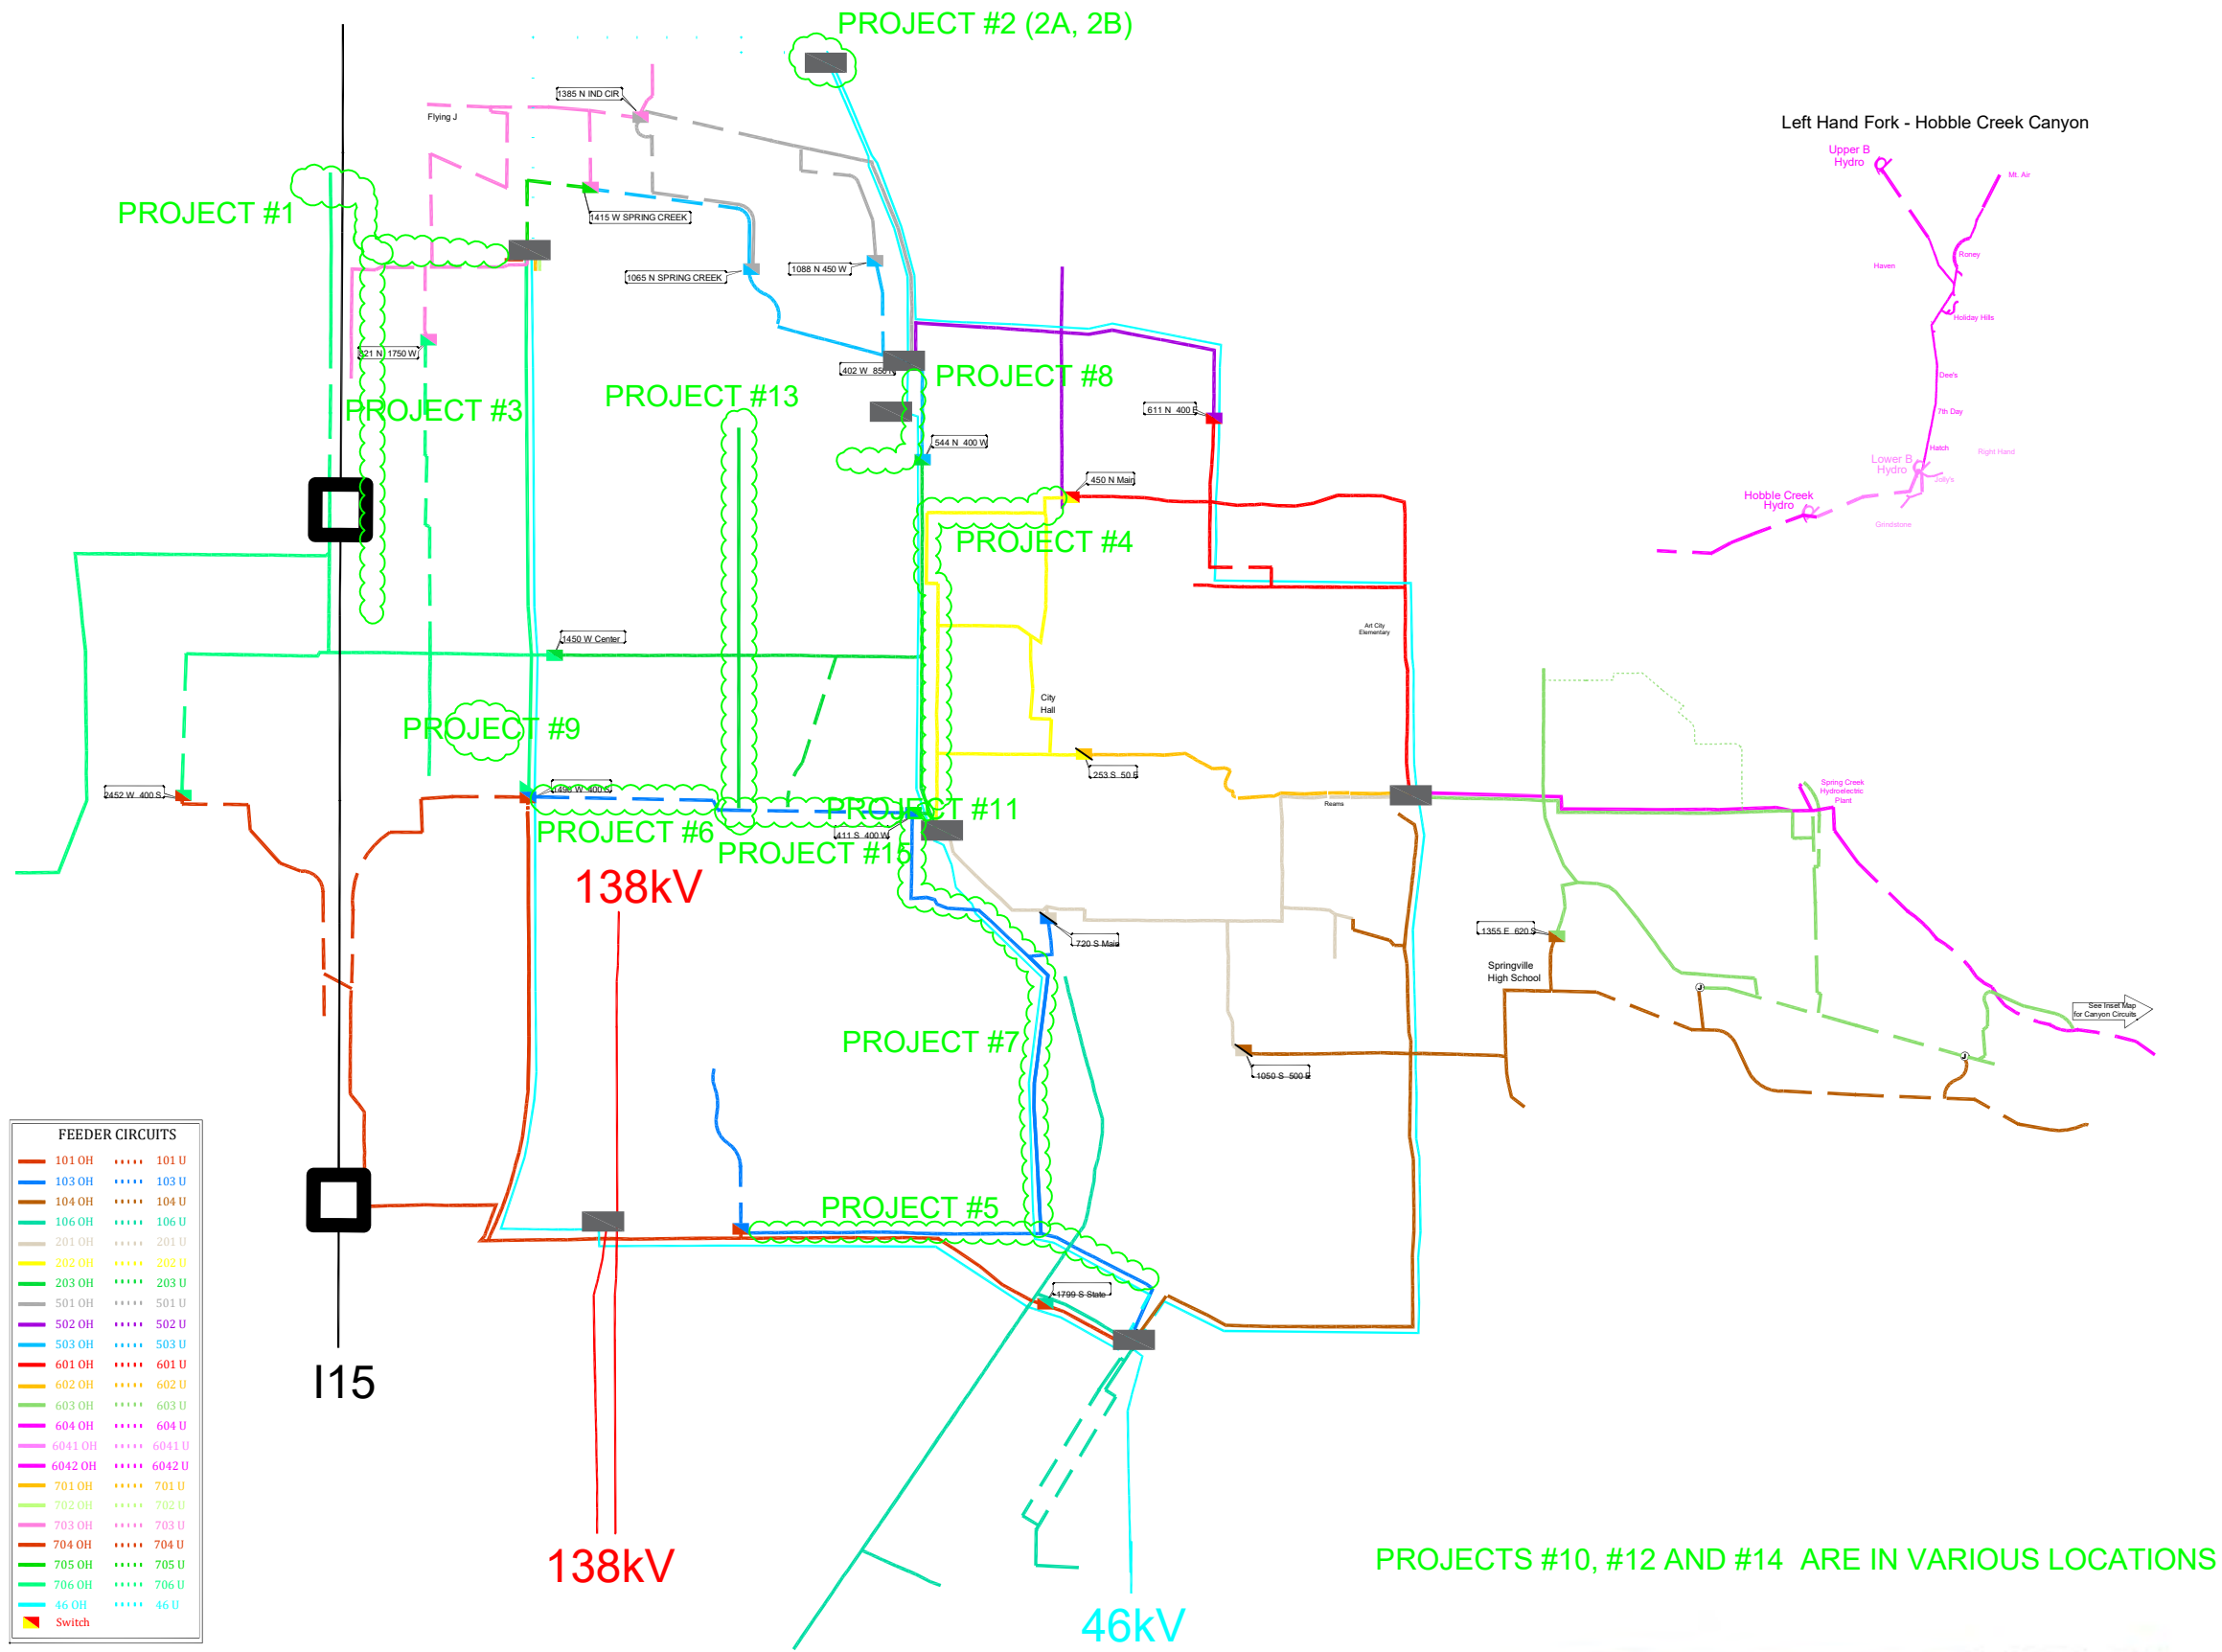 PROJECT #2 (2A, 2B)
1385 N IND CIR
Flying J
Left Hand Fork - Hobble Creek Canyon
Upper B
Hydro
Mt. Air
PROJECT #1
1415 W SPRING CREEK
Roney
Haven
1065 N SPRING CREEK
1088 N 450 W
Holiday Hills
821 N 1750 W
402 W
PROJECT #8
Dee's
PROJECT #13
PROJECT #3
611 N 400 E
7th Day
544 N 400 W
Hatch
Right Hand
Lower B
Hydro
Jolly's
450 N Main
Hobble Creek
Hydro
Grindstone
PROJECT #4
1450 W Center
Art City
Elementary
City
Hall
PROJECT #9
253 S 50 E
2452 W 400 S
1490 W 400 S
Spring Creek
Hydroelectric
Plant
Reams
PROJECT #11
PROJECT #6
411 S 400 W
PROJECT #15
138kV
720 S Main
1355 E 620 S
Springville
High School
See Inset Map
for Canyon Circuits
PROJECT #7
1050 S 500 E
PROJECT #5
1799 S State
FEEDER CIRCUITS
101 OH 101 U
103 OH 103 U
104 OH 104 U
106 OH 106 U
201 OH 201 U
202 OH 202 U
203 OH 203 U
501 OH 501 U
502 OH 502 U
503 OH 503 U
601 OH 601 U
602 OH 602 U
603 OH 603 U
604 OH 604 U
6041 OH 6041 U
6042 OH 6042 U
701 OH 701 U
702 OH 702 U
703 OH 703 U
704 OH 704 U
705 OH 705 U
706 OH 706 U
46 OH 46 U
Switch
I15
138kV
46kV
PROJECTS #10, #12 AND #14 ARE IN VARIOUS LOCATIONS